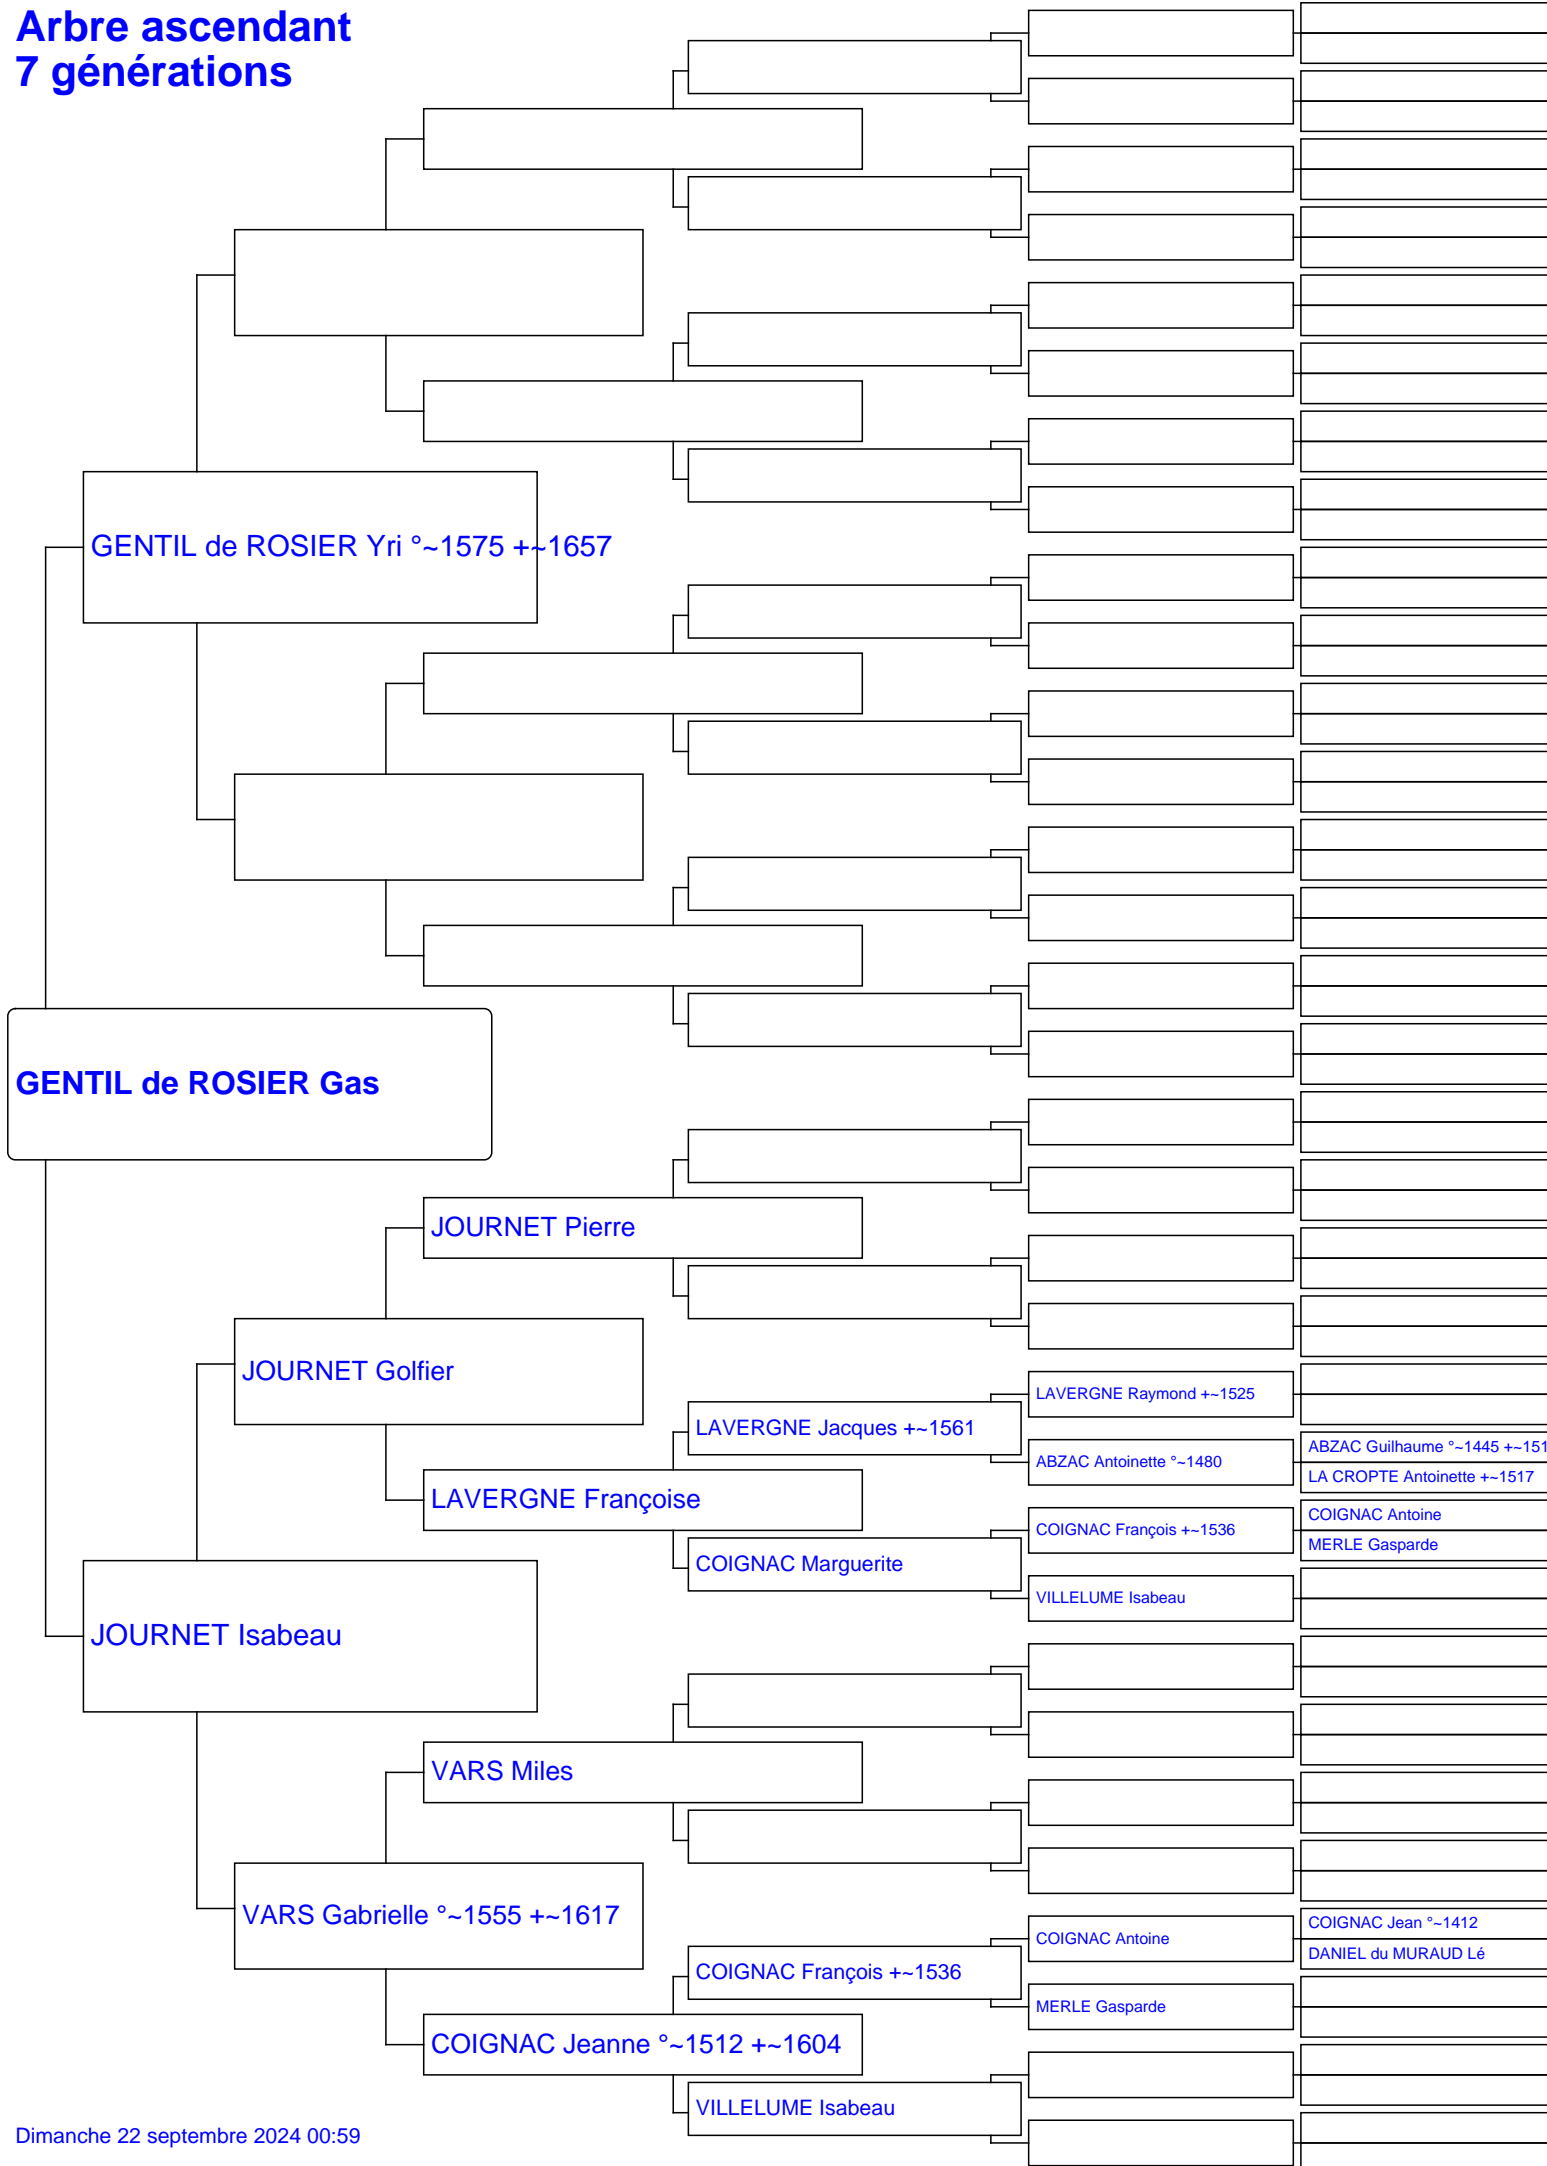 Arbre ascendant
7 générations
GENTIL de ROSIER Yri °~1575 +~1657
GENTIL de ROSIER Gas
JOURNET Pierre
JOURNET Golfier
LAVERGNE Raymond +~1525
LAVERGNE Jacques +~1561
ABZAC Guilhaume °~1445 +~151
ABZAC Antoinette °~1480
LA CROPTE Antoinette +~1517
LAVERGNE Françoise
COIGNAC Antoine
COIGNAC François +~1536
MERLE Gasparde
COIGNAC Marguerite
VILLELUME Isabeau
JOURNET Isabeau
VARS Miles
VARS Gabrielle °~1555 +~1617
COIGNAC Jean °~1412
COIGNAC Antoine
DANIEL du MURAUD Lé
COIGNAC François +~1536
MERLE Gasparde
COIGNAC Jeanne °~1512 +~1604
VILLELUME Isabeau
Dimanche 22 septembre 2024 00:59